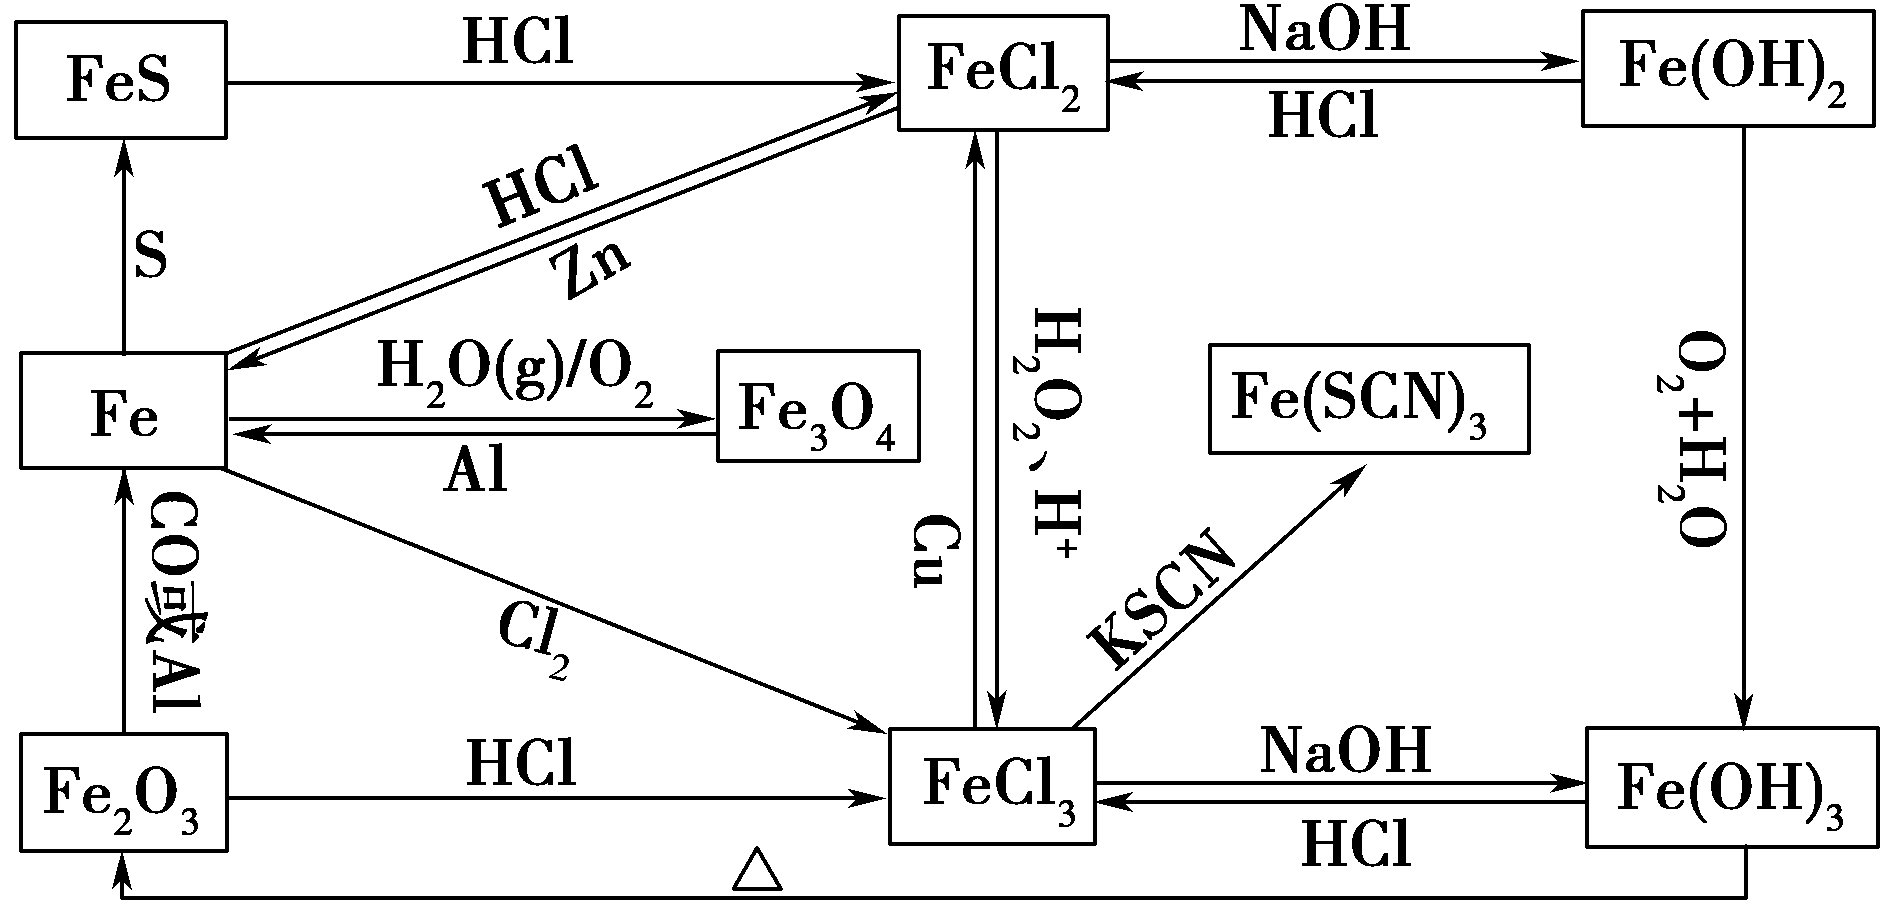 FeS
HCl
FeCl₂
NaOH
HCl
Fe(OH)₂
S
HCl
Zn
Fe
H₂O(g)/O₂
Al
Fe₃O₄
Cu
H₂O₂、H⁺
Fe(SCN)₃
KSCN
O₂+H₂O
CO或Al
Cl₂
Fe₂O₃
HCl
FeCl₃
NaOH
HCl
Fe(OH)₃
△